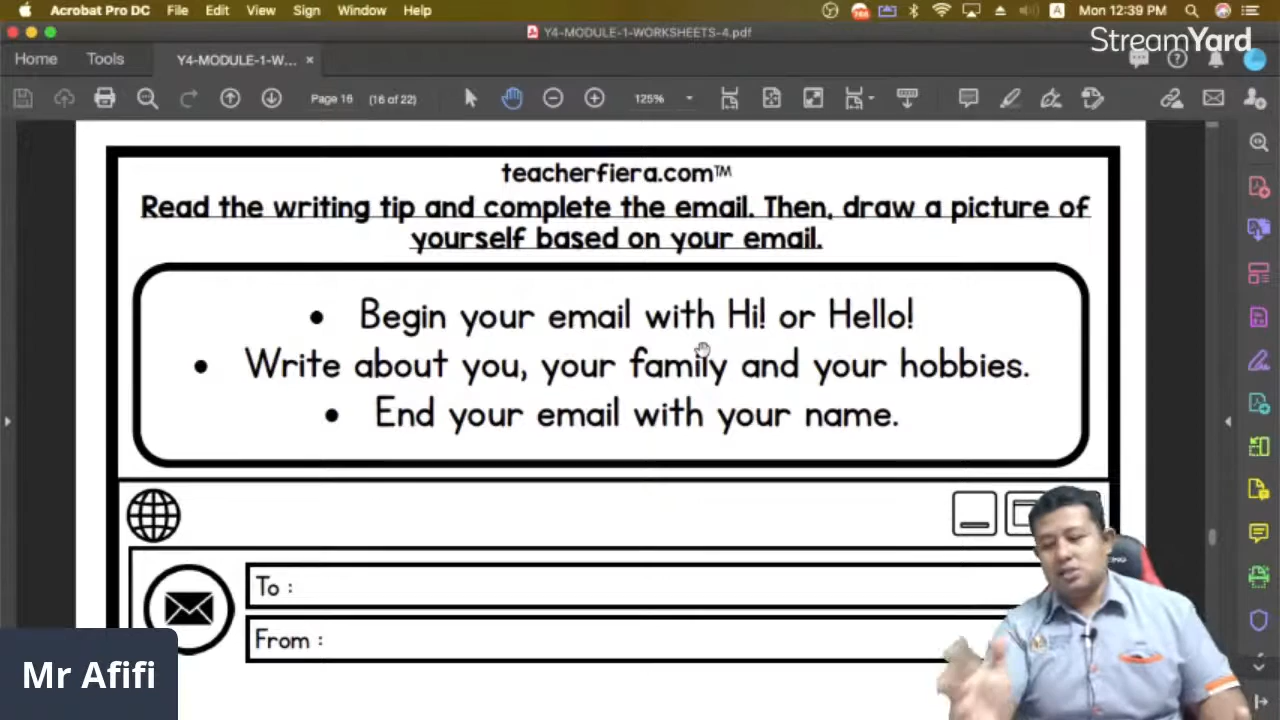 Acrobat Pro DC File Edit View Sign Window Help
Mon 12:39 PM
Y4-MODULE-1-WORKSHEETS-4.pdf
StreamYard
Home Tools Y4-MODULE-1-W... ×
Page 16 (16 of 22) 125%
teacherfiera.com™
Read the writing tip and complete the email. Then, draw a picture of
yourself based on your email.
• Begin your email with Hi! or Hello!
• Write about you, your family and your hobbies.
• End your email with your name.
To :
From :
Mr Afifi